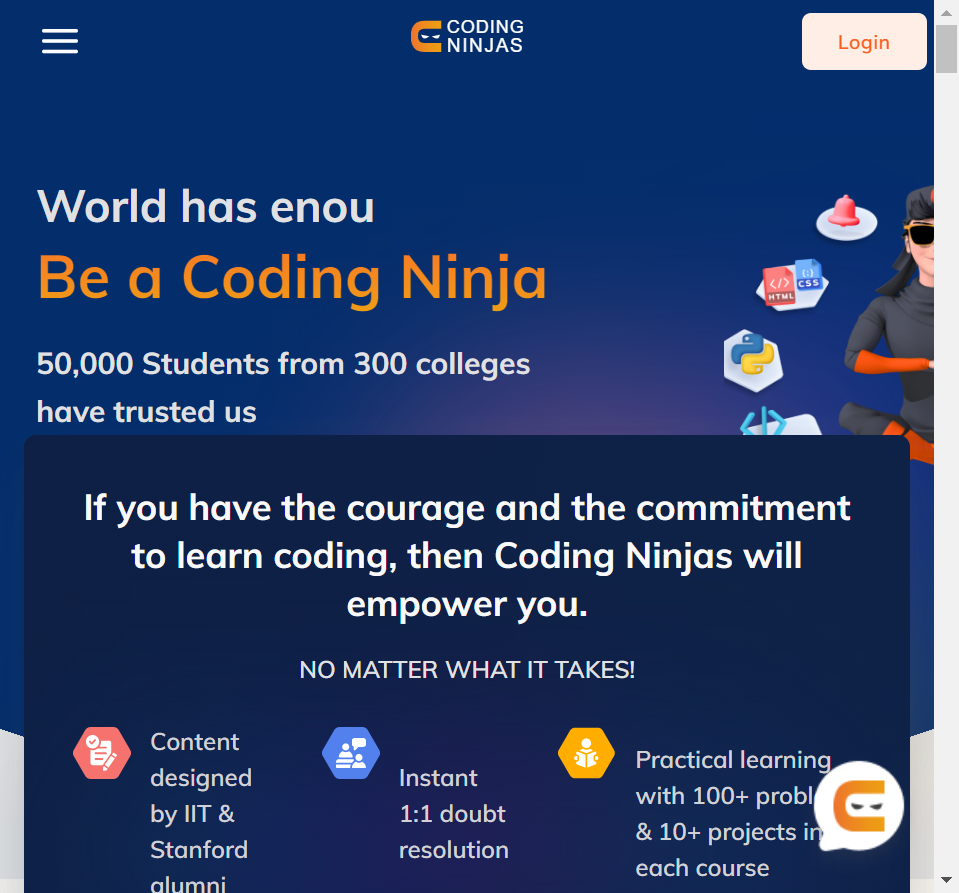 CODING
NINJAS
Login
World has enou
Be a Coding Ninja
50,000 Students from 300 colleges
have trusted us
</>
HTML
{;}
CSS
</>
If you have the courage and the commitment
to learn coding, then Coding Ninjas will
empower you.
NO MATTER WHAT IT TAKES!
Content
designed
by IIT &
Stanford
alumni
Instant
1:1 doubt
resolution
Practical learning
with 100+ probl
& 10+ projects in
each course